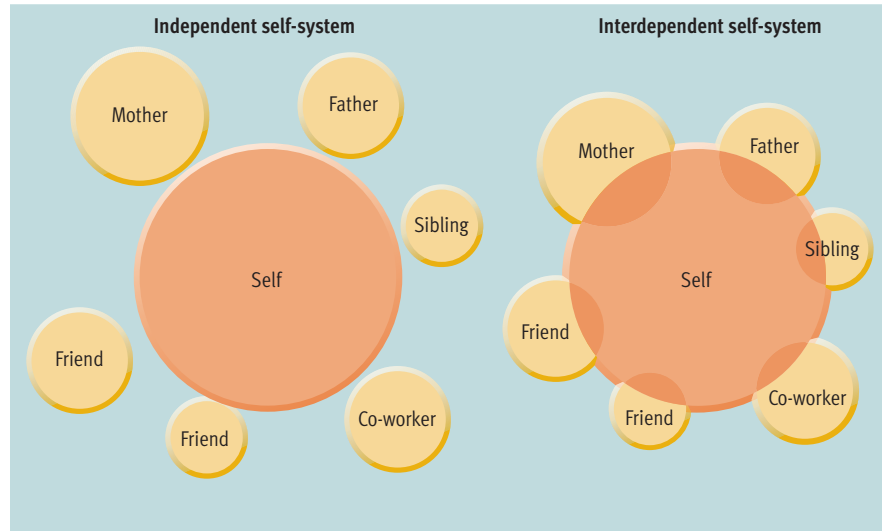 Independent self-system
Mother
Father
Sibling
Self
Friend
Friend
Co-worker
Interdependent self-system
Mother
Father
Sibling
Self
Friend
Friend
Co-worker